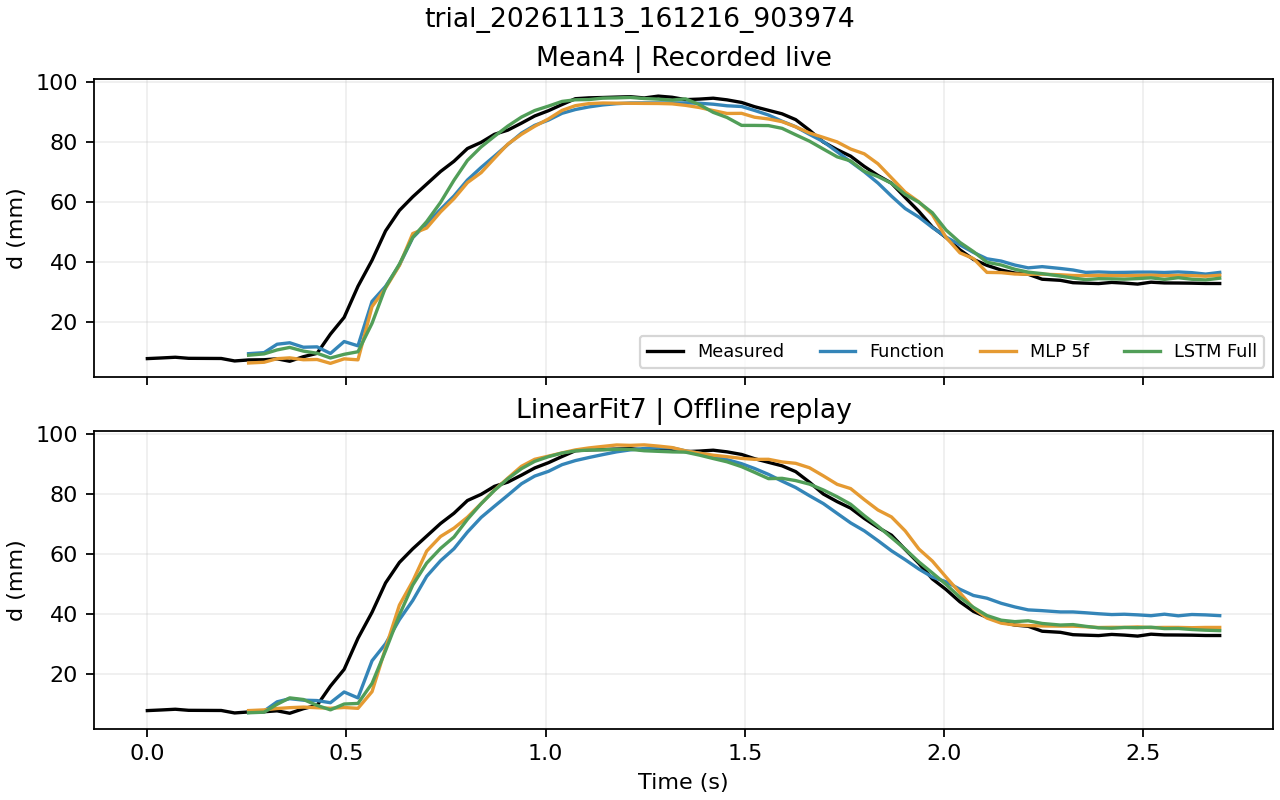 trial_20261113_161216_903974
Mean4 | Recorded live
100
80
60
40
20
d (mm)
Measured
Function
MLP 5f
LSTM Full
LinearFit7 | Offline replay
100
80
60
40
20
d (mm)
0.0
0.5
1.0
1.5
2.0
2.5
Time (s)